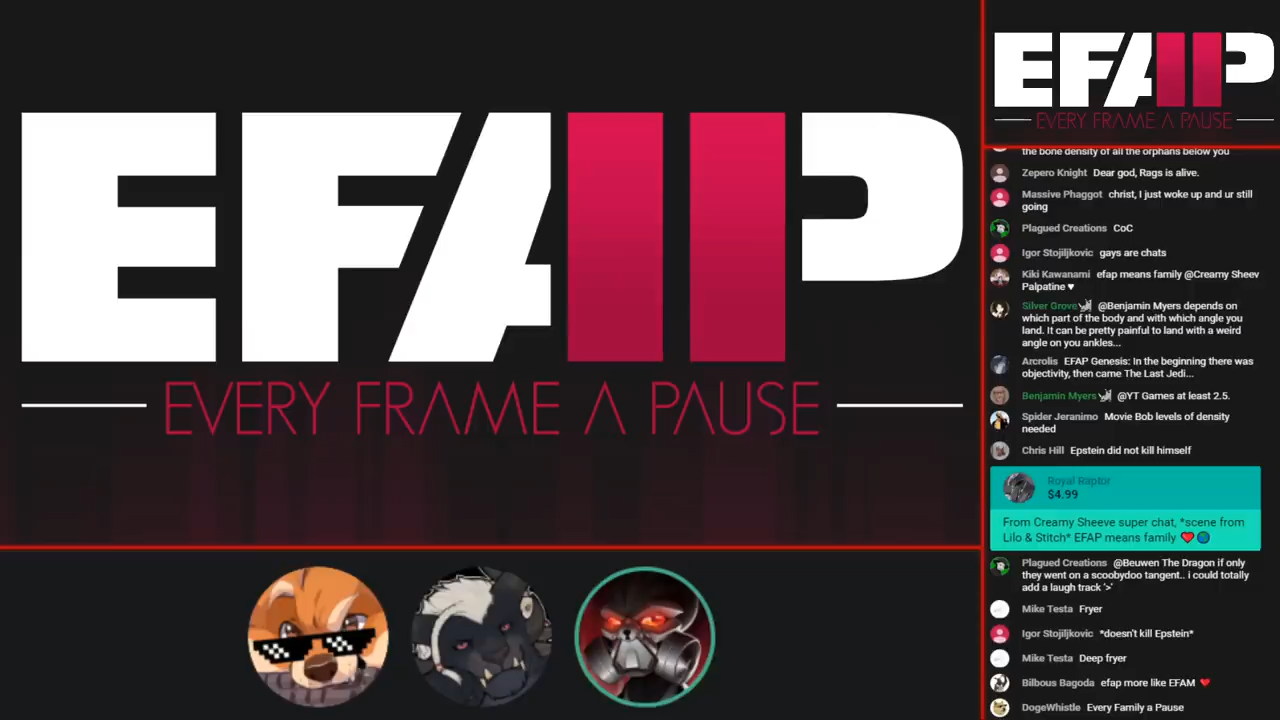 EFAP
EVERY FRAME A PAUSE
EFAP
EVERY FRAME A PAUSE
the bone density of all the orphans below you
Zepero Knight Dear god, Rags is alive.
Massive Phaggot christ, I just woke up and ur still
going
Plagued Creations CoC
Igor Stojiljkovic gays are chats
Kiki Kawanami efap means family @Creamy Sheev
Palpatine ♥
Silver Grove @Benjamin Myers depends on
which part of the body and with which angle you
land. It can be pretty painful to land with a weird
angle on you ankles...
Arcrolis EFAP Genesis: In the beginning there was
objectivity, then came The Last Jedi...
Benjamin Myers @YT Games at least 2.5.
Spider Jeranimo Movie Bob levels of density
needed
Chris Hill Epstein did not kill himself
Royal Raptor
$4.99
From Creamy Sheeve super chat, *scene from
Lilo & Stitch* EFAP means family ❤️🌎
Plagued Creations @Beuwen The Dragon if only
they went on a scoobydoo tangent.. i could totally
add a laugh track '>'
Mike Testa Fryer
Igor Stojiljkovic *doesn't kill Epstein*
Mike Testa Deep fryer
Bilbous Bagoda efap more like EFAM ❤️
DogeWhistle Every Family a Pause